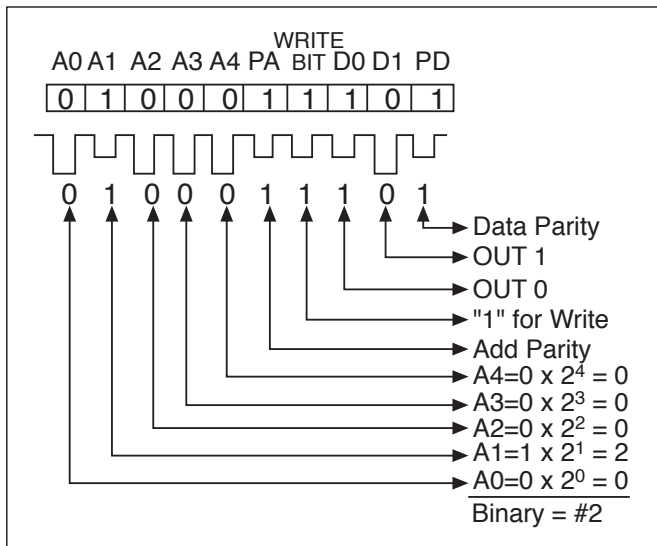 WRITE
A0 A1 A2 A3 A4 PA BIT D0 D1 PD
0 1 0 0 0 1 1 1 0 1
0 1 0 0 0 1 1 1 0 1
Data Parity
OUT 1
OUT 0
"1" for Write
Add Parity
A4=0 x 2⁴ = 0
A3=0 x 2³ = 0
A2=0 x 2² = 0
A1=1 x 2¹ = 2
A0=0 x 2⁰ = 0
Binary = #2